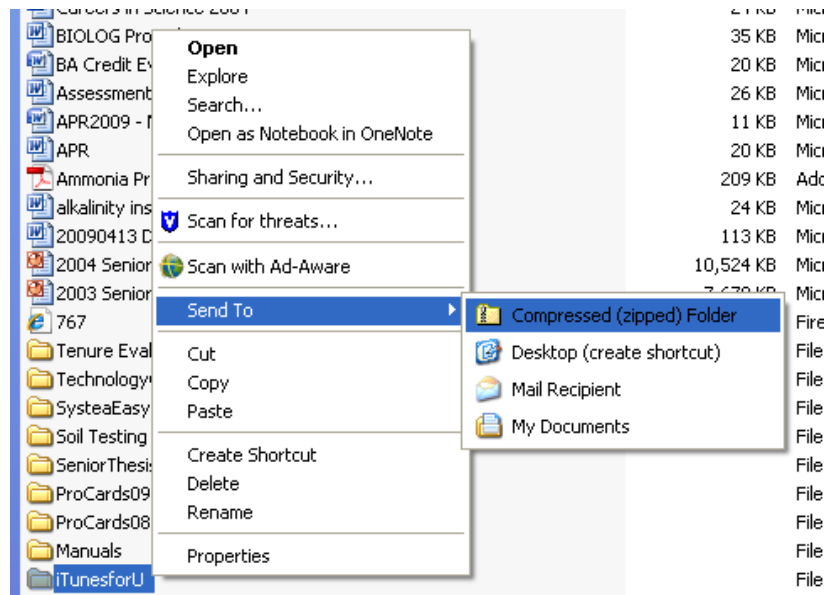 BIOLOG Pro 35 KB Micr
BA Credit Ev 20 KB Micr
Assessment 26 KB Micr
APR2009 - 11 KB Micr
APR 20 KB Micr
Ammonia Pr 209 KB Ado
alkalinity ins 24 KB Micr
20090413 D 113 KB Micr
2004 Senior 10,524 KB Micr
2003 Senior Micr
767 Fire
Tenure Eval File
Technology File
SysteaEasy File
Soil Testing File
SeniorThesis File
ProCards09 File
ProCards08 File
Manuals File
iTunesforU File
Open
Explore
Search...
Open as Notebook in OneNote
Sharing and Security...
Scan for threats...
Scan with Ad-Aware
Send To
Cut
Copy
Paste
Create Shortcut
Delete
Rename
Properties
Compressed (zipped) Folder
Desktop (create shortcut)
Mail Recipient
My Documents